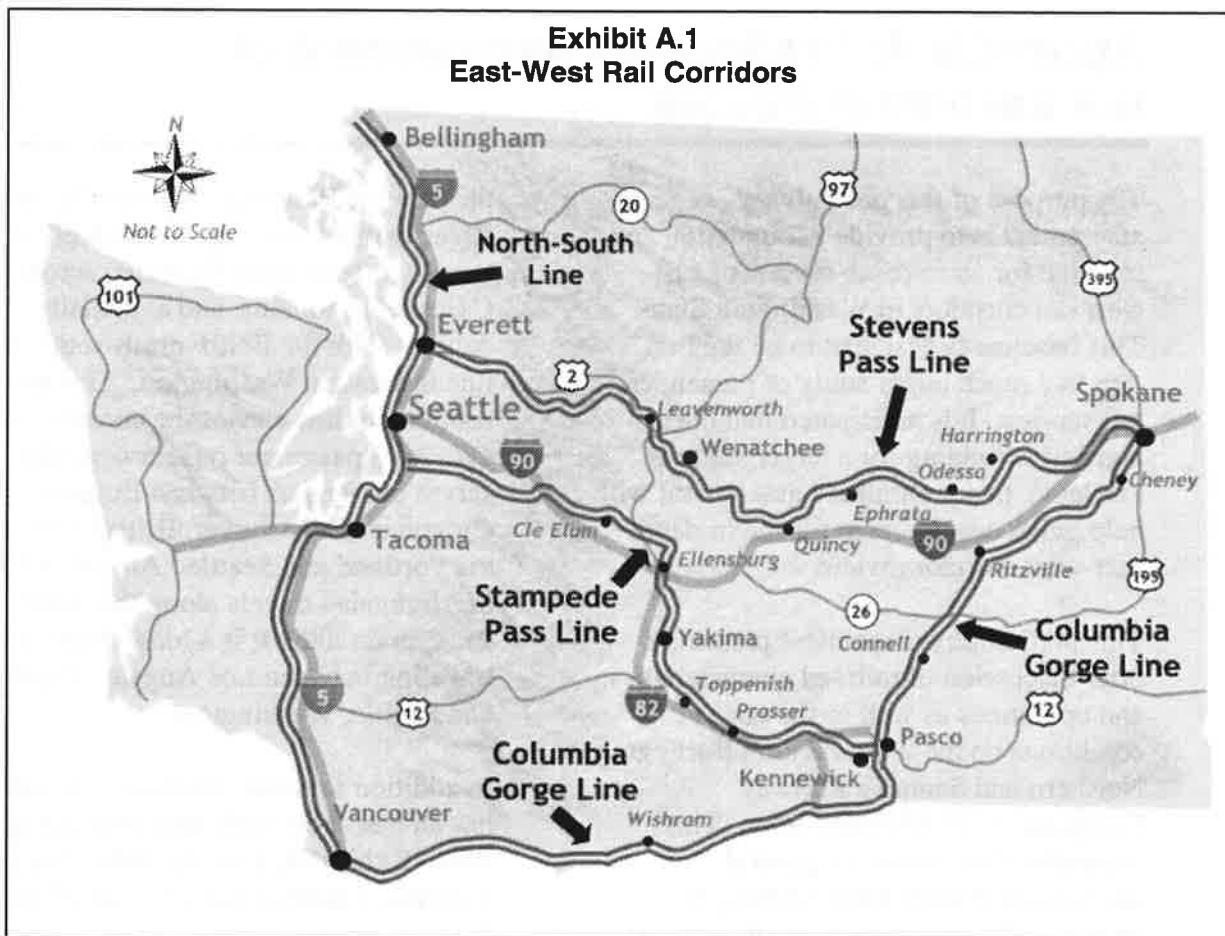 Exhibit A.1
East-West Rail Corridors
N
Not to Scale
Bellingham
5
20
97
395
101
North-South
Line
Everett
2
Stevens
Pass Line
Spokane
Seattle
Leavenworth
Wenatchee
Harrington
Odessa
Cheney
90
Ephrata
Cle Elum
Quincy
90
Tacoma
Ellensburg
Ritzville
195
Stampede
Pass Line
26
Connell
Columbia
Gorge Line
Yakima
5
12
82
Toppenish
Prosser
12
Pasco
Kennewick
Columbia
Gorge Line
Vancouver
Wishram